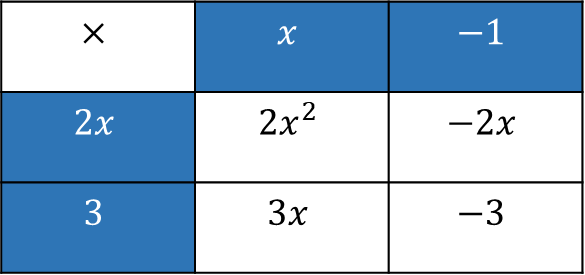 × x −1
2x 2x² −2x
3 3x −3